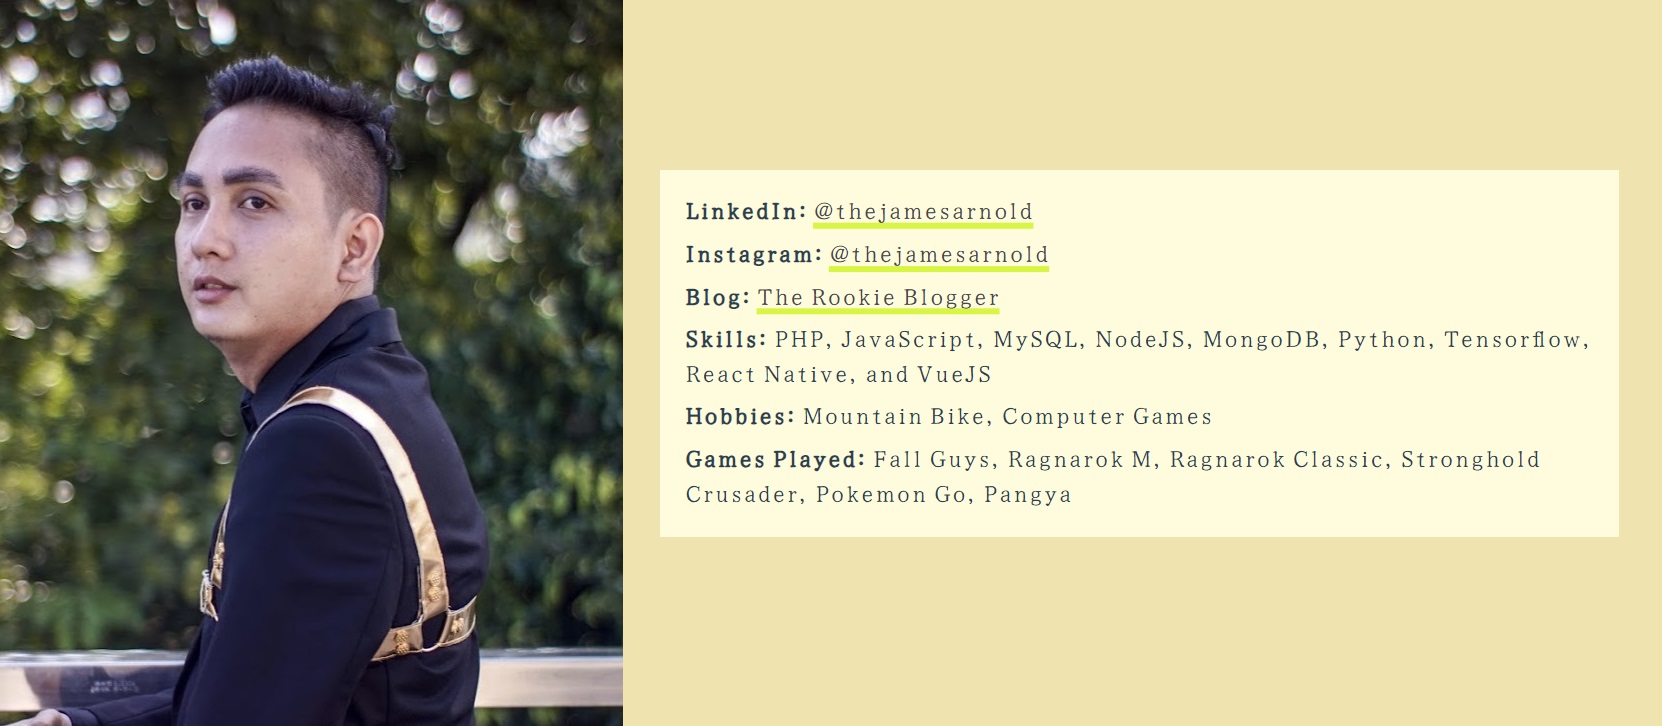 LinkedIn: @thejamesarnold
Instagram: @thejamesarnold
Blog: The Rookie Blogger
Skills: PHP, JavaScript, MySQL, NodeJS, MongoDB, Python, Tensorflow,
React Native, and VueJS
Hobbies: Mountain Bike, Computer Games
Games Played: Fall Guys, Ragnarok M, Ragnarok Classic, Stronghold
Crusader, Pokemon Go, Pangya